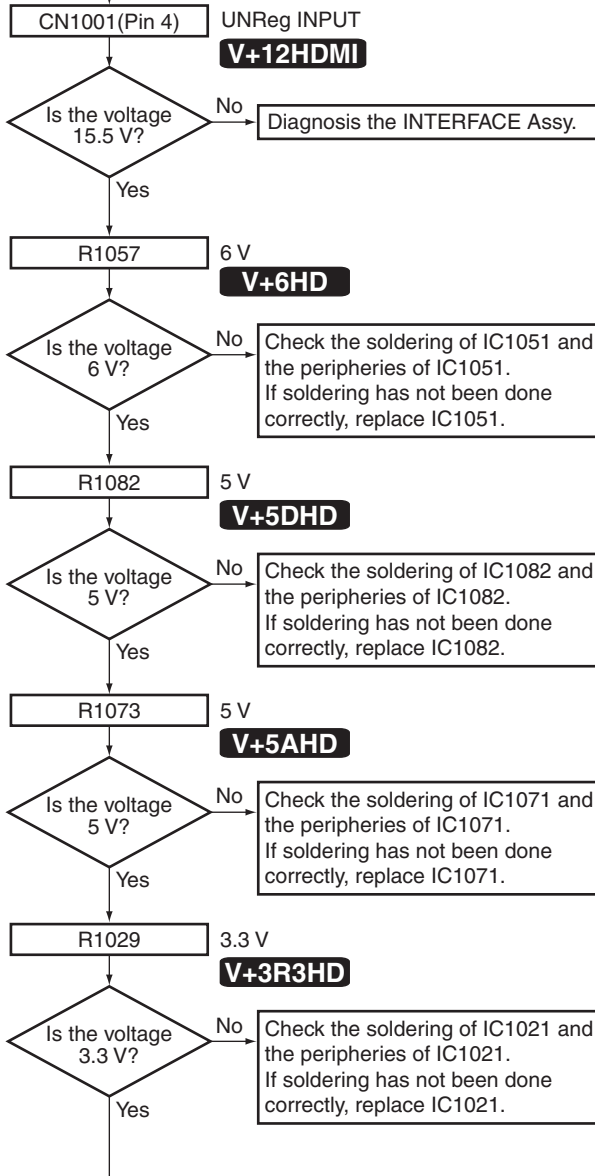 CN1001(Pin 4)
UNReg INPUT
V+12HDMI
Is the voltage
15.5 V?
No
Diagnosis the INTERFACE Assy.
Yes
R1057
6 V
V+6HD
Is the voltage
6 V?
No
Check the soldering of IC1051 and
the peripheries of IC1051.
If soldering has not been done
correctly, replace IC1051.
Yes
R1082
5 V
V+5DHD
Is the voltage
5 V?
No
Check the soldering of IC1082 and
the peripheries of IC1082.
If soldering has not been done
correctly, replace IC1082.
Yes
R1073
5 V
V+5AHD
Is the voltage
5 V?
No
Check the soldering of IC1071 and
the peripheries of IC1071.
If soldering has not been done
correctly, replace IC1071.
Yes
R1029
3.3 V
V+3R3HD
Is the voltage
3.3 V?
No
Check the soldering of IC1021 and
the peripheries of IC1021.
If soldering has not been done
correctly, replace IC1021.
Yes